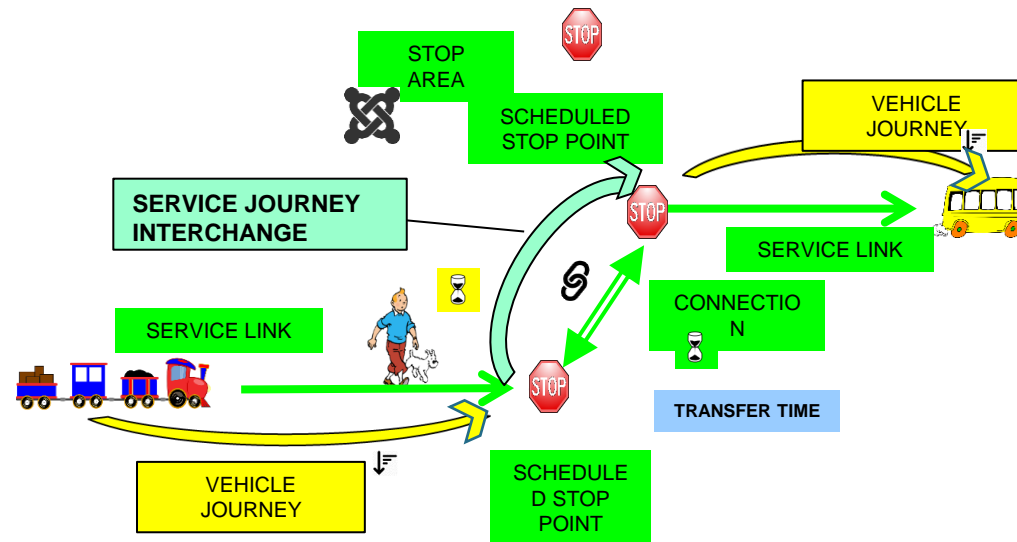 STOP
STOP
AREA
SCHEDULED
STOP POINT
VEHICLE
JOURNEY
SERVICE JOURNEY
INTERCHANGE
STOP
SERVICE LINK
CONNECTIO
N
SERVICE LINK
STOP
TRANSFER TIME
VEHICLE
JOURNEY
SCHEDULE
D STOP
POINT